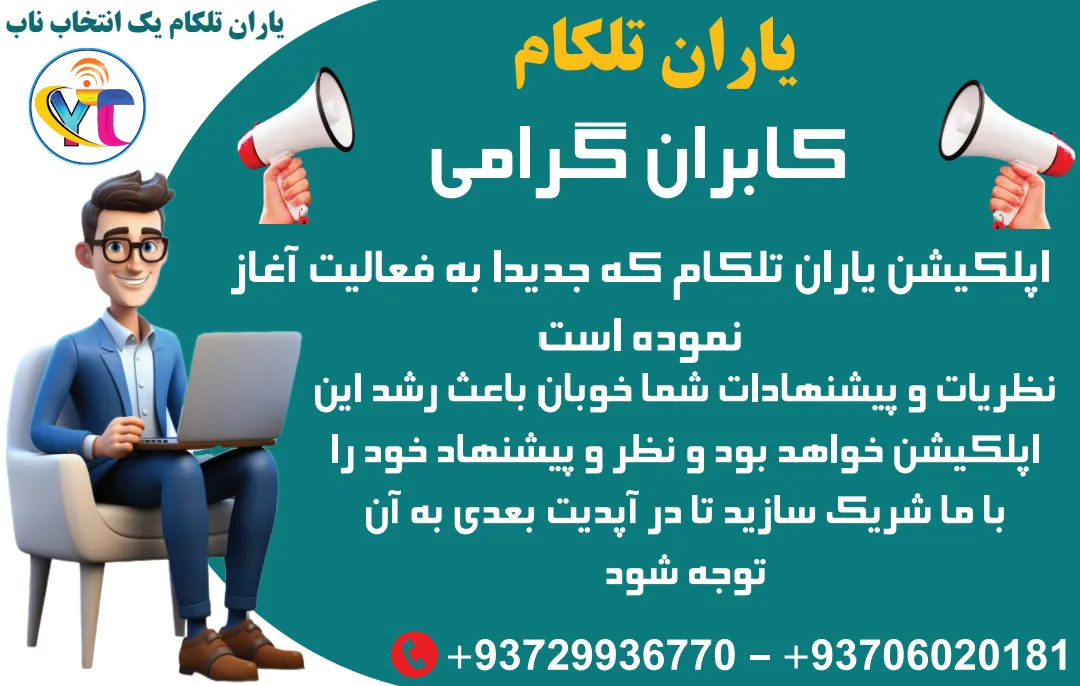 یاران تلکام یک انتخاب ناب
YTC
یاران تلکام
کابران گرامی
اپلکیشن یاران تلکام که جدیدا به فعالیت آغاز
نموده است
نظریات و پیشنهادات شما خوبان باعث رشد این
اپلکیشن خواهد بود و نظر و پیشنهاد خود را
با ما شریک سازید تا در آپدیت بعدی به آن
توجه شود
+93729936770 – +93706020181